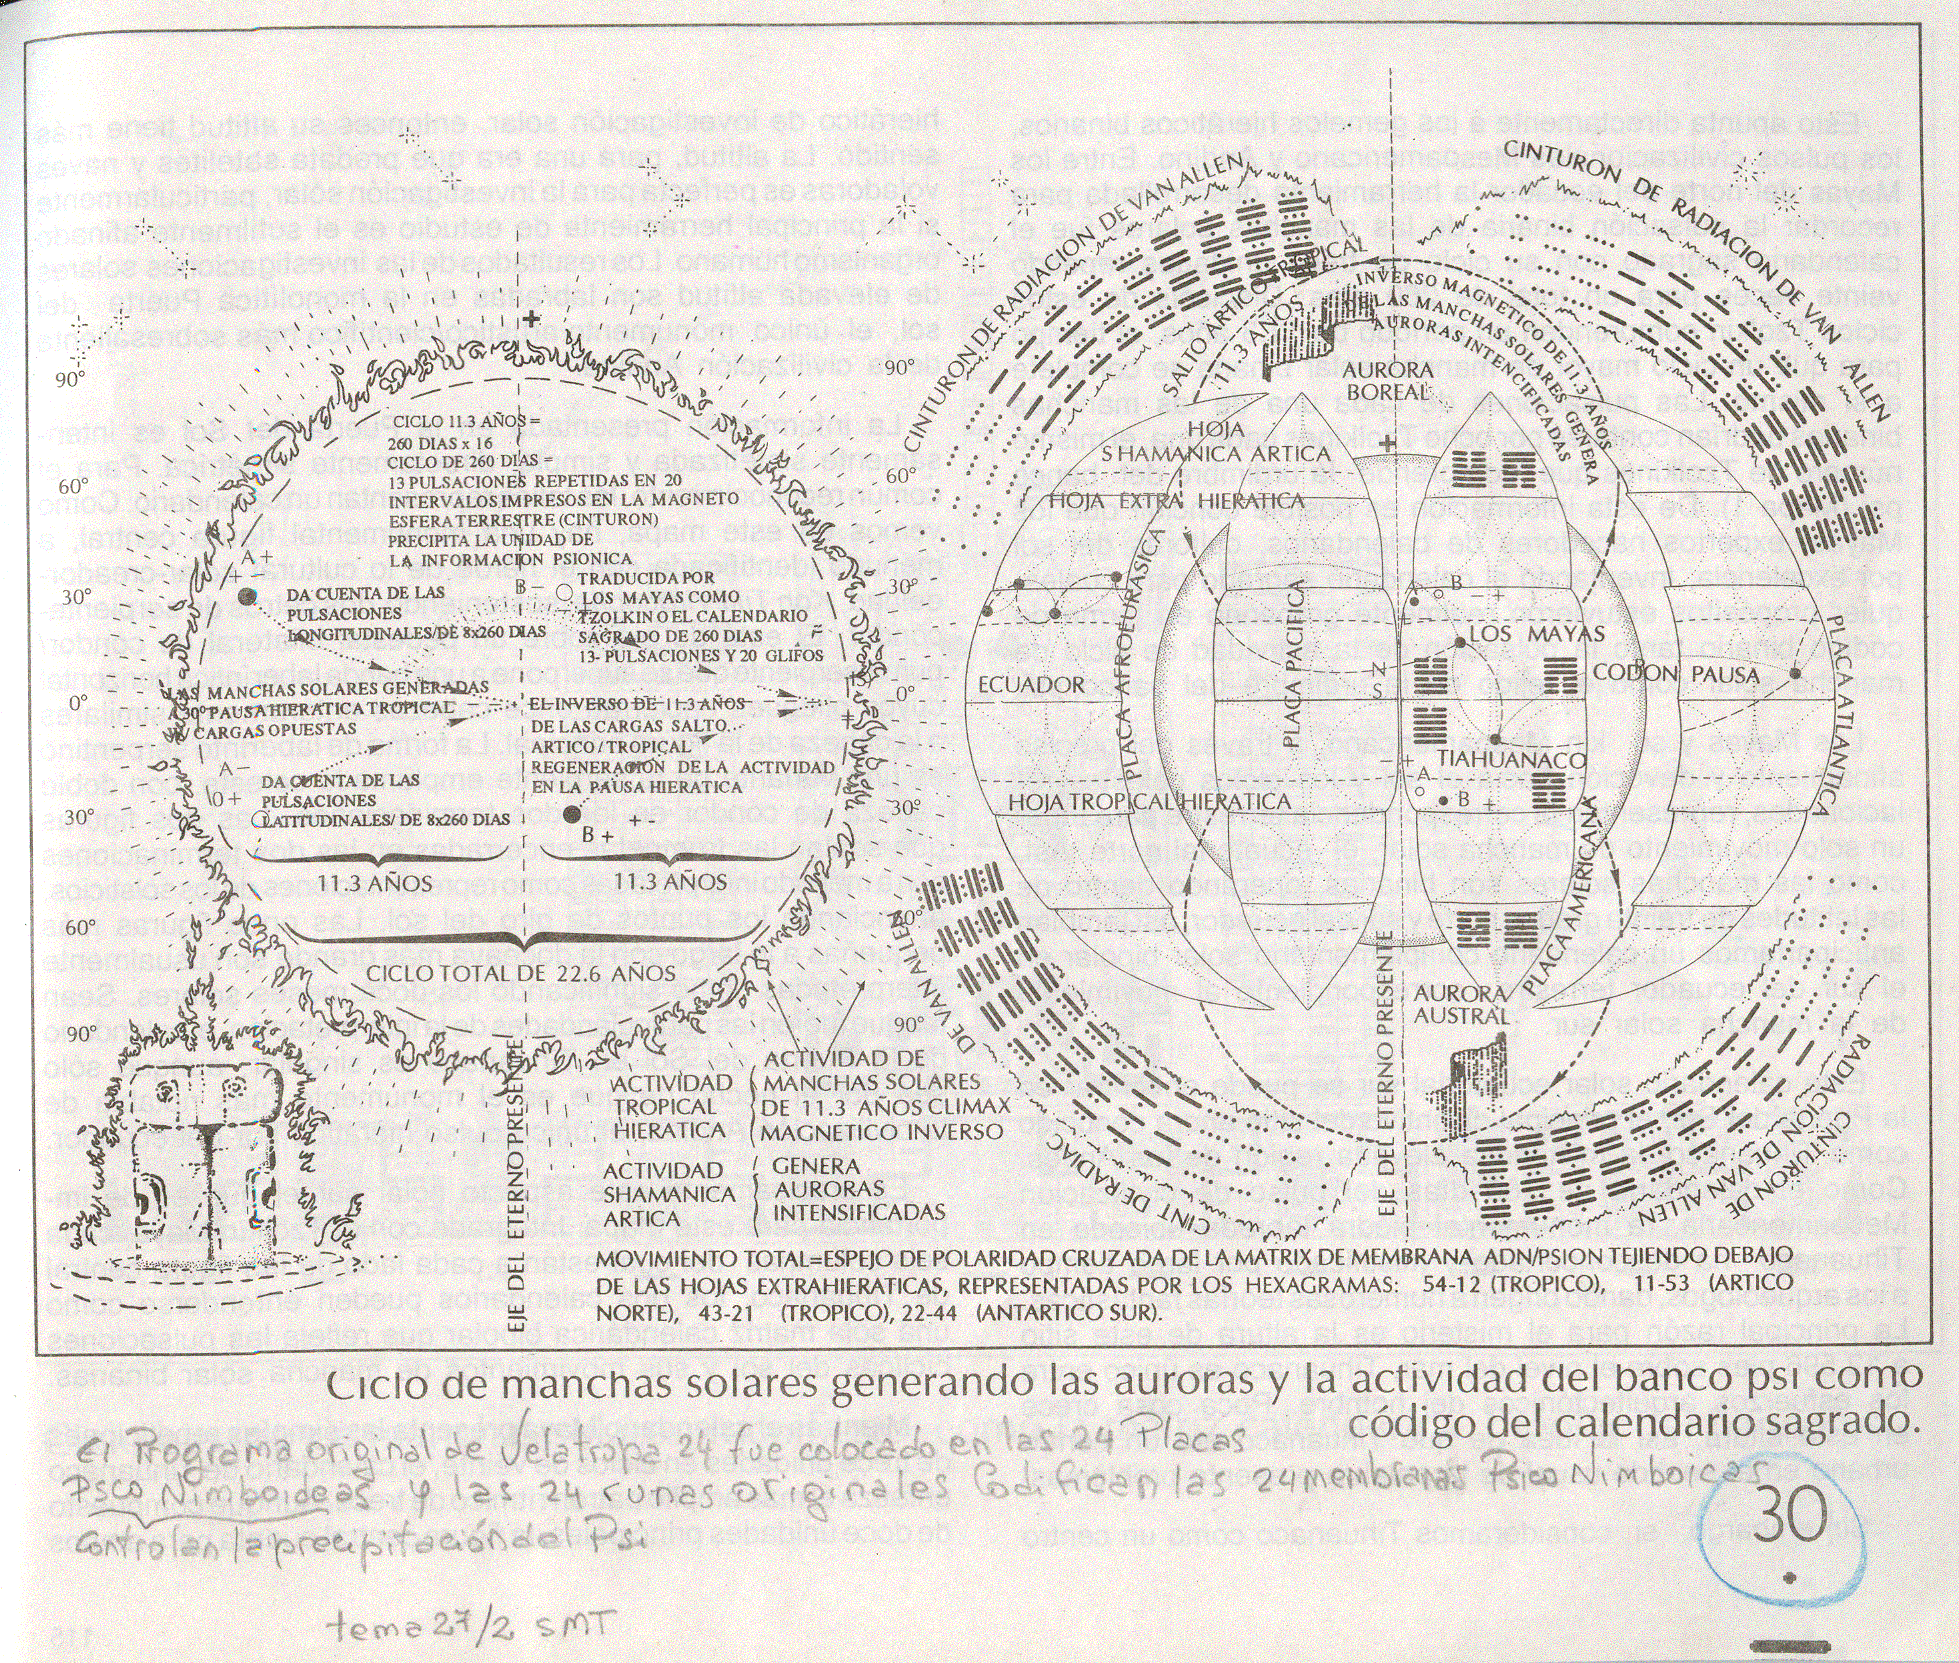 CINTURON DE RADIACION DE VAN ALLEN
CINTURON DE RADIACION DE VAN ALLEN
SALTO ARTICO TROPICAL
11.3 AÑOS
INVERSO MAGNETICO DE 11.3 AÑOS
LAS MANCHAS SOLARES GENERA
AURORAS INTENCIFICADAS
AURORA
BOREAL
+
+
90°
60°
30°
0°
30°
60°
90°
90°
60°
30°
0°
30°
60°
90°
CICLO 11.3 AÑOS =
260 DIAS x 16
CICLO DE 260 DIAS =
13 PULSACIONES REPETIDAS EN 20
INTERVALOS IMPRESOS EN LA MAGNETO
ESFERA TERRESTRE (CINTURON)
PRECIPITA LA UNIDAD DE
LA INFORMACION PSIONICA
A +
+
DA CUENTA DE LAS
PULSACIONES
LONGITUDINALES/DE 8x260 DIAS
B –
TRADUCIDA POR
LOS MAYAS COMO
TZOLKIN O EL CALENDARIO
SAGRADO DE 260 DIAS
13- PULSACIONES Y 20 GLIFOS
LAS MANCHAS SOLARES GENERADAS
30° PAUSA HIERATICA TROPICAL
CARGAS OPUESTAS
EL INVERSO DE 11.3 AÑOS
DE LAS CARGAS SALTO
ARTICO / TROPICAL
REGENERACION DE LA ACTIVIDAD
EN LA PAUSA HIERATICA
A –
0+
DA CUENTA DE LAS
PULSACIONES
LATITUDINALES/ DE 8x260 DIAS
B + +
11.3 AÑOS
11.3 AÑOS
CICLO TOTAL DE 22.6 AÑOS
EJE DEL ETERNO PRESENTE
ACTIVIDAD
TROPICAL
HIERATICA
ACTIVIDAD DE
MANCHAS SOLARES
DE 11.3 AÑOS CLIMAX
MAGNETICO INVERSO
ACTIVIDAD
SHAMANICA
ARTICA
GENERA
AURORAS
INTENSIFICADAS
HOJA
SHAMANICA ARTICA
HOJA EXTRA HIERATICA
PLACA AFROEURASICA
PLACA PACIFICA
ECUADOR
HOJA TROPICAL HIERATICA
N
S
B
LOS MAYAS
CODON PAUSA
TIAHUANACO
A
B +
PLACA ATLANTICA
PLACA AMERICANA
AURORA
AUSTRAL
EJE DEL ETERNO PRESENTE
DE VAN ALLEN
CINT DE RADIAC
CINTURON DE
RADIACION DE VAN ALLEN
MOVIMIENTO TOTAL=ESPEJO DE POLARIDAD CRUZADA DE LA MATRIX DE MEMBRANA ADN/PSION TEJIENDO DEBAJO
DE LAS HOJAS EXTRAHIERATICAS, REPRESENTADAS POR LOS HEXAGRAMAS: 54-12 (TROPICO), 11-53 (ARTICO
NORTE), 43-21 (TROPICO), 22-44 (ANTARTICO SUR).
Ciclo de manchas solares generando las auroras y la actividad del banco psi como
código del calendario sagrado.
El Programa original de Velatropa 24 fue colocado en las 24 Placas
Psco Nimboideas y las 24 runas originales Codifican las 24 membranas Psico Nimboicas
Controlan la precipitación del Psi
30
tema 27/2 SMT